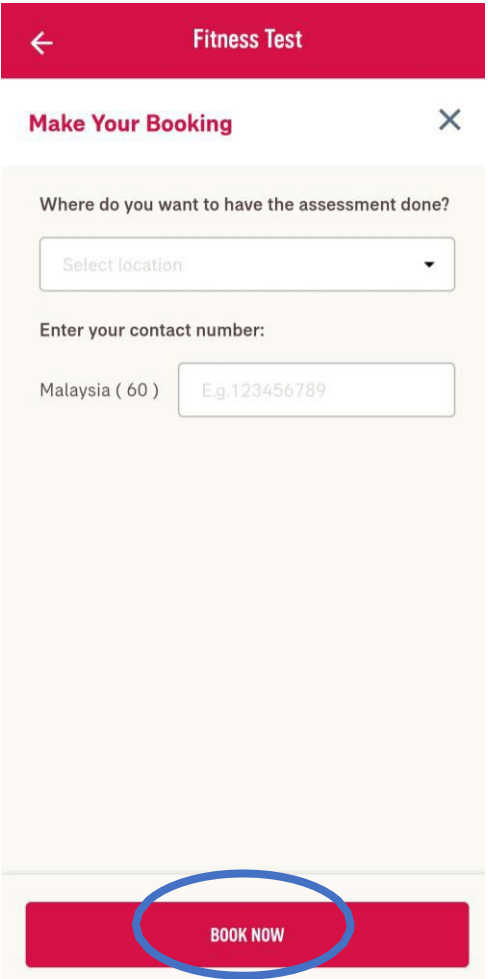 Fitness Test
Make Your Booking
Where do you want to have the assessment done?
Select location
Enter your contact number:
Malaysia ( 60 ) E.g.123456789
BOOK NOW